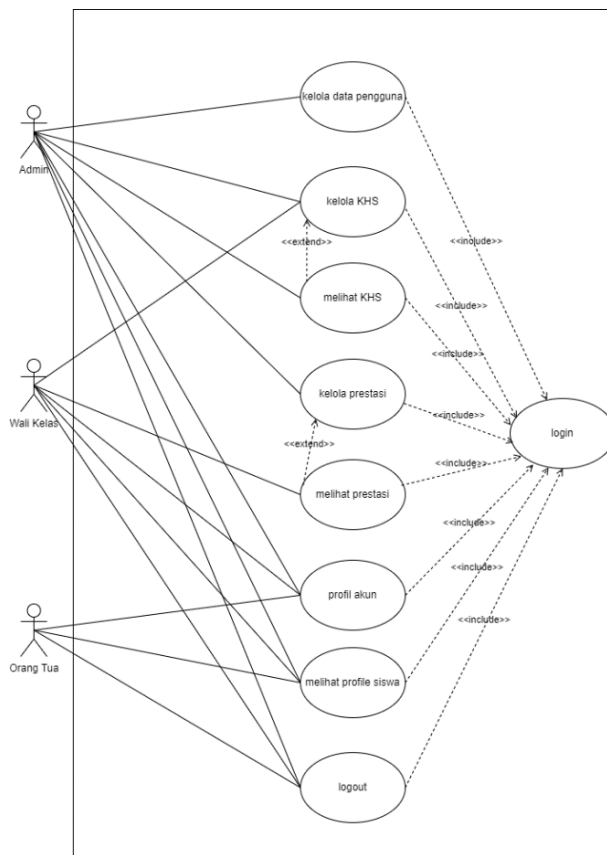 kelola data pengguna
Admin
kelola KHS
<<extend>>
<<include>>
melihat KHS
<<include>>
<<include>>
Wali Kelas
kelola prestasi
<<include>>
login
<<extend>>
<<include>>
melihat prestasi
<<include>>
profil akun
<<include>>
Orang Tua
melihat profile siswa
<<include>>
logout